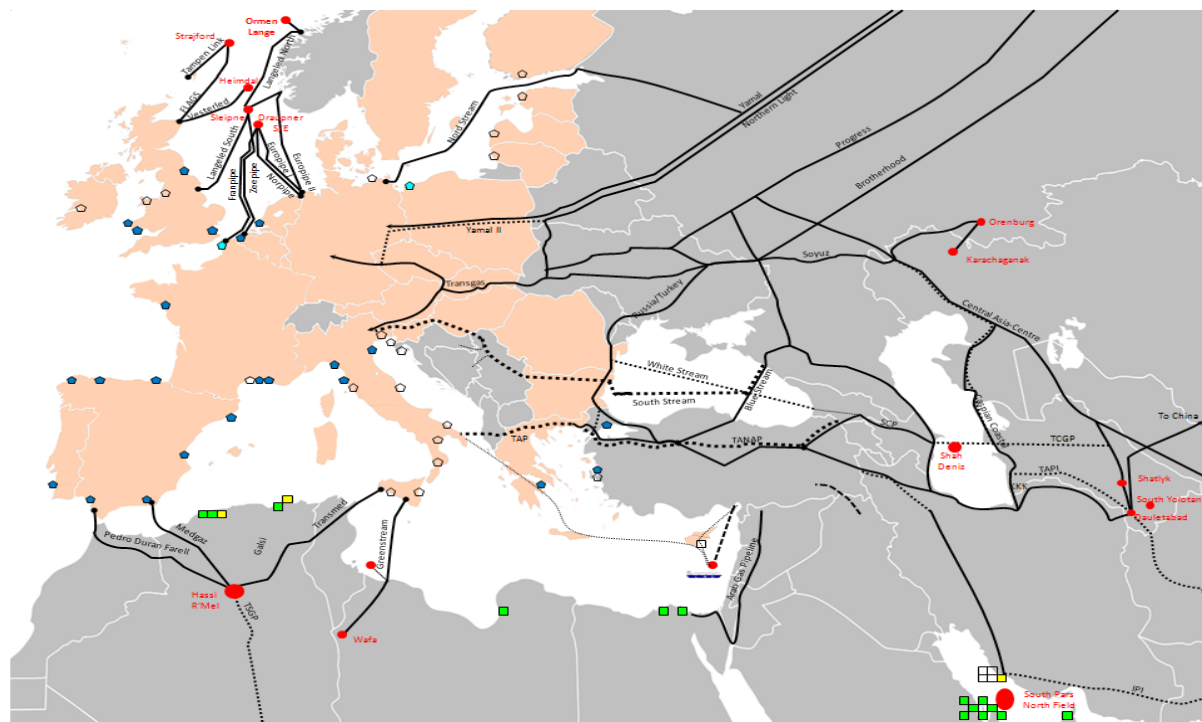 Ormen
Lange
Strajford
Tampen Link
Langeled North
Heimdal
FLAGS
Vesterled
Sleipner
Draupner
S/E
Langeled South
Franpipe
Zeepipe
Europipe I
Europipe II
Norpipe
Nord Stream
Yamal
Northern Light
Progress
Brotherhood
Yamal II
Orenburg
Karachaganak
Soyuz
Transgas
Russia/Turkey
Central Asia-Centre
White Stream
South Stream
Blue Stream
Caspian Coastal
To China
TAP
TANAP
SCP
Shah
Deniz
TCGP
TAPI
KKK
Shatlyk
South Yolotan
Dauletabad
Medgaz
Pedro Duran Farell
Galsi
Transmed
Greenstream
Arab Gas Pipeline
Hassi
R'Mel
TSGP
Wafa
South Pars
North Field
IPI